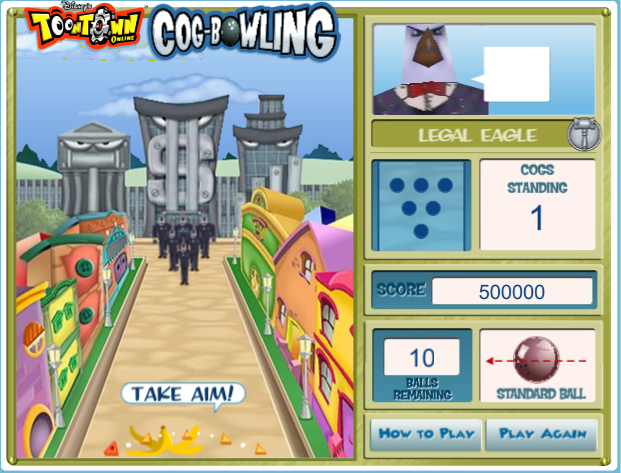 Disney's
TOONTOWN
ONLINE
COG-BOWLING
LEGAL EAGLE
COGS
STANDING
1
SCORE 500000
10
BALLS
REMAINING
STANDARD BALL
TAKE AIM!
HOW TO PLAY
PLAY AGAIN